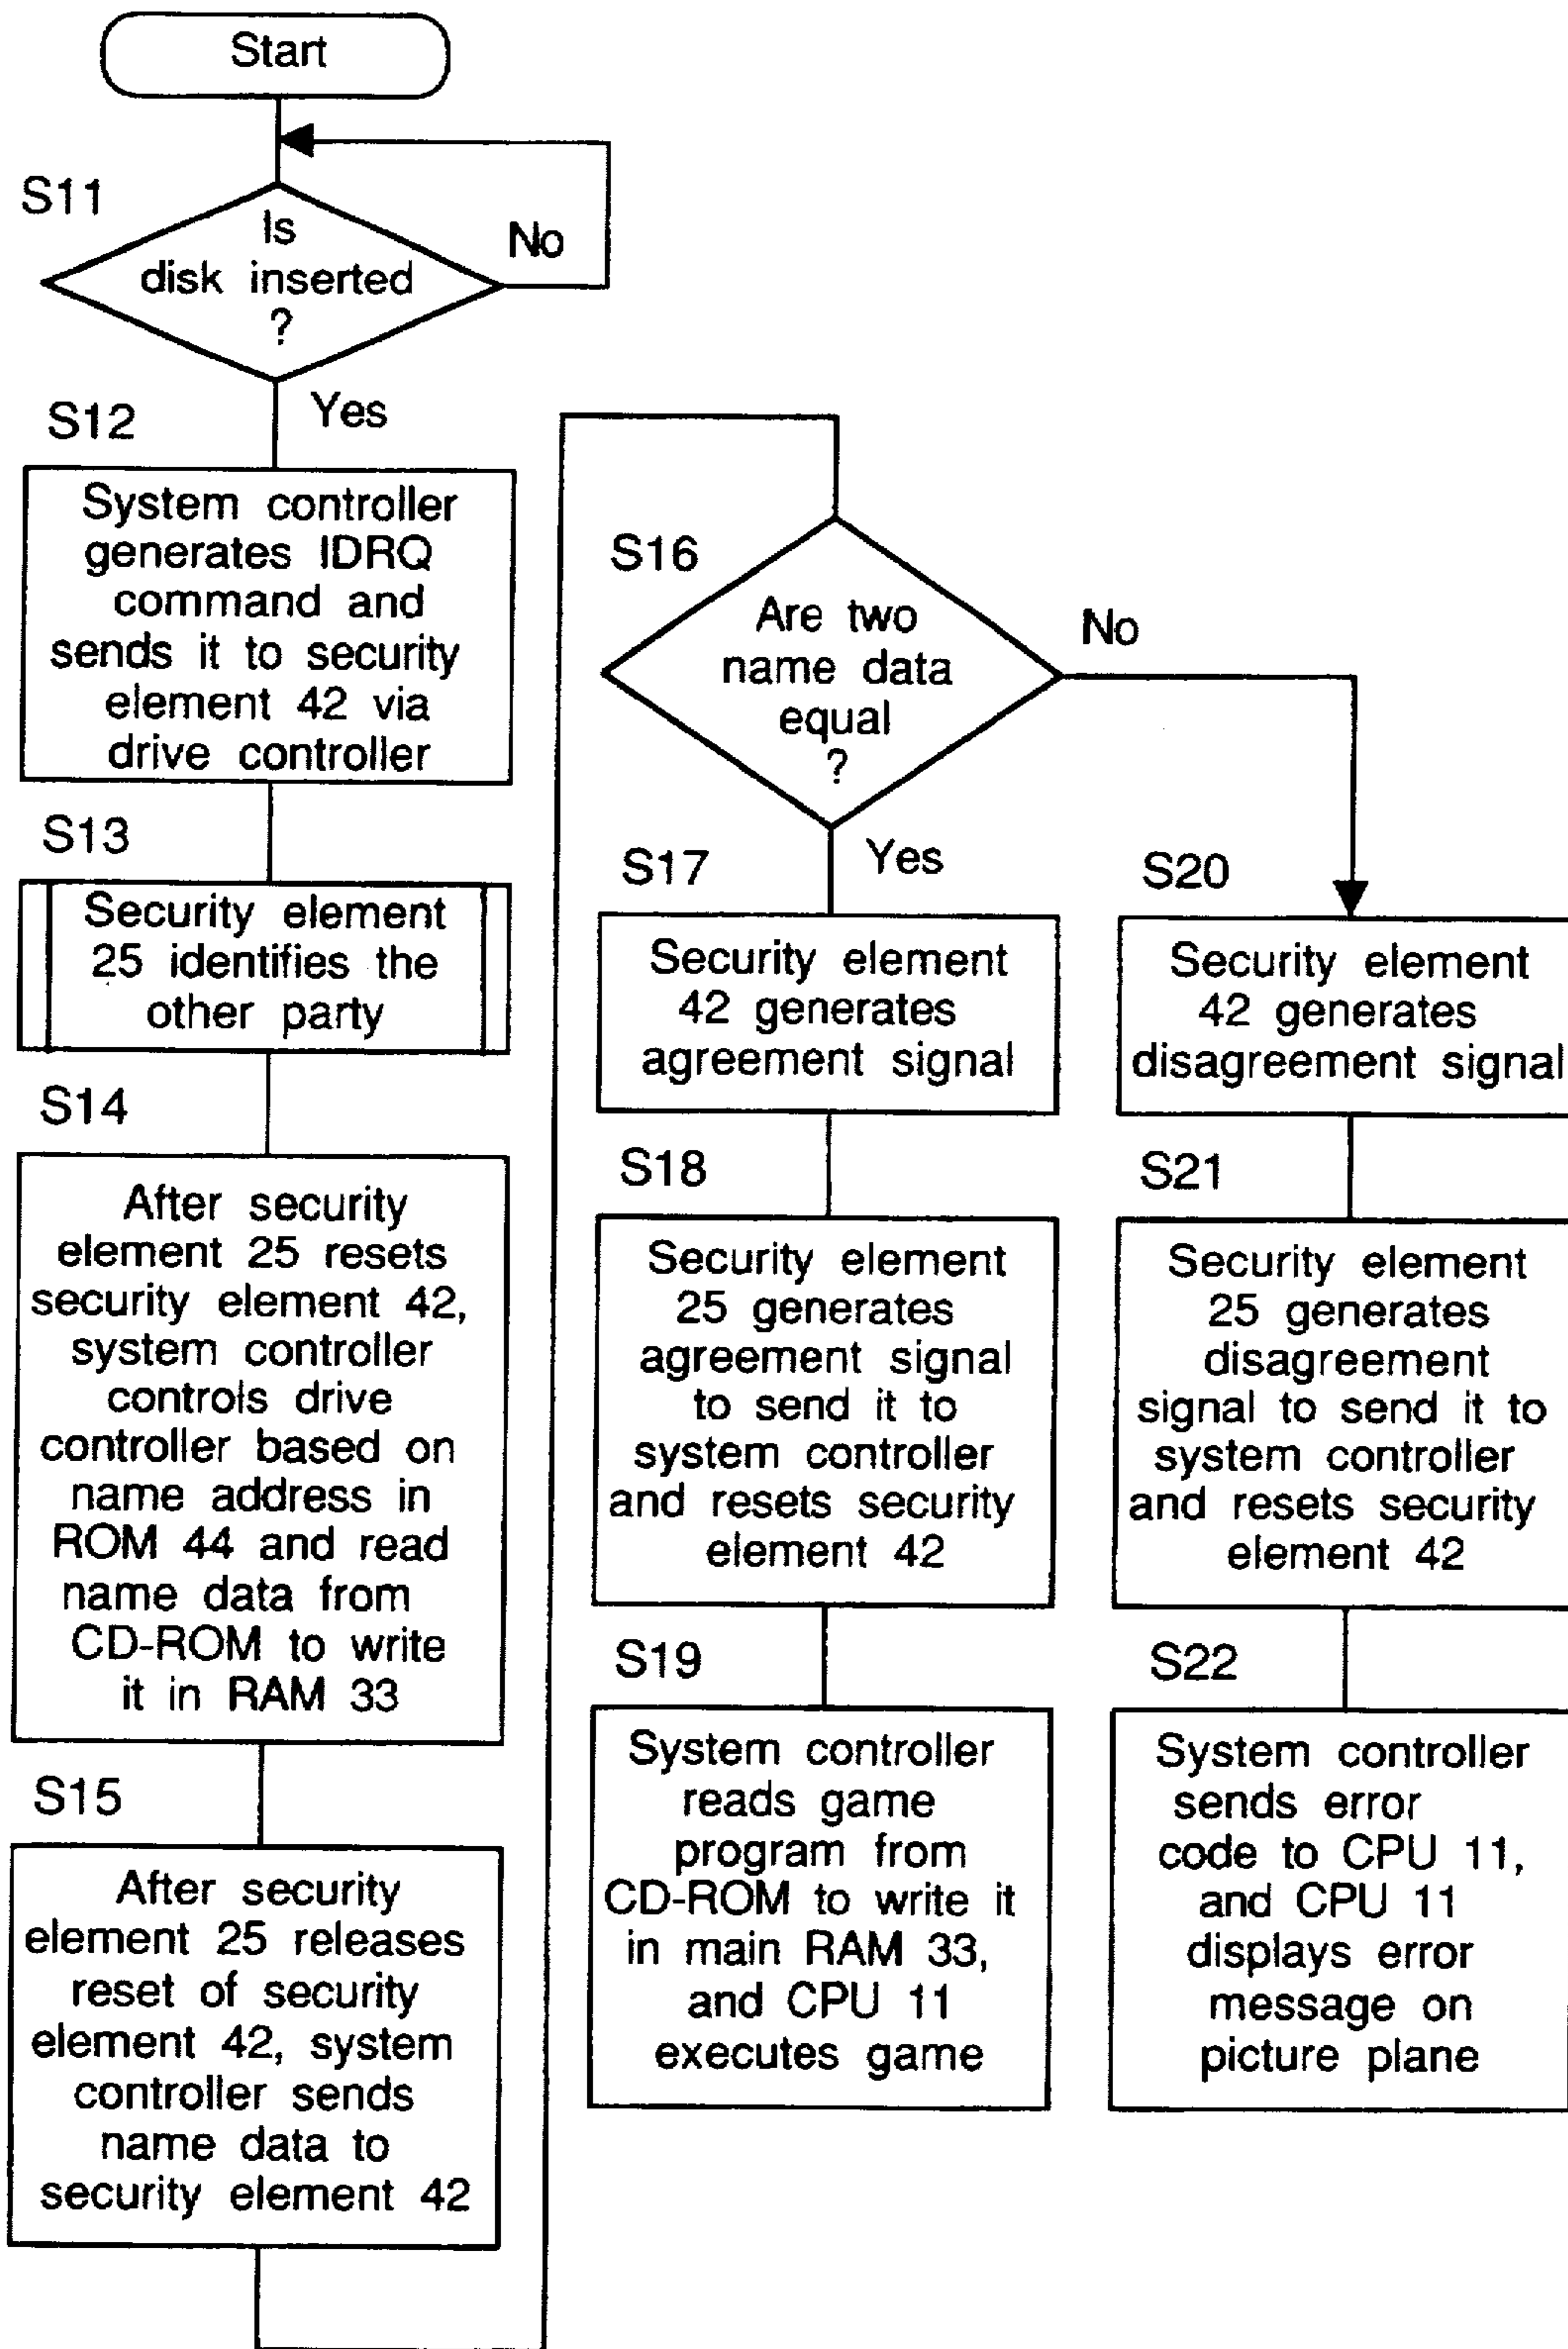 Start
S11
Is
disk inserted
?
No
Yes
S12
System controller
generates IDRQ
command and
sends it to security
element 42 via
drive controller
S13
Security element
25 identifies the
other party
S14
After security
element 25 resets
security element 42,
system controller
controls drive
controller based on
name address in
ROM 44 and read
name data from
CD-ROM to write
it in RAM 33
S15
After security
element 25 releases
reset of security
element 42, system
controller sends
name data to
security element 42
S16
Are two
name data
equal
?
No
Yes
S17
Security element
42 generates
agreement signal
S18
Security element
25 generates
agreement signal
to send it to
system controller
and resets security
element 42
S19
System controller
reads game
program from
CD-ROM to write it
in main RAM 33,
and CPU 11
executes game
S20
Security element
42 generates
disagreement signal
S21
Security element
25 generates
disagreement
signal to send it to
system controller
and resets security
element 42
S22
System controller
sends error
code to CPU 11,
and CPU 11
displays error
message on
picture plane